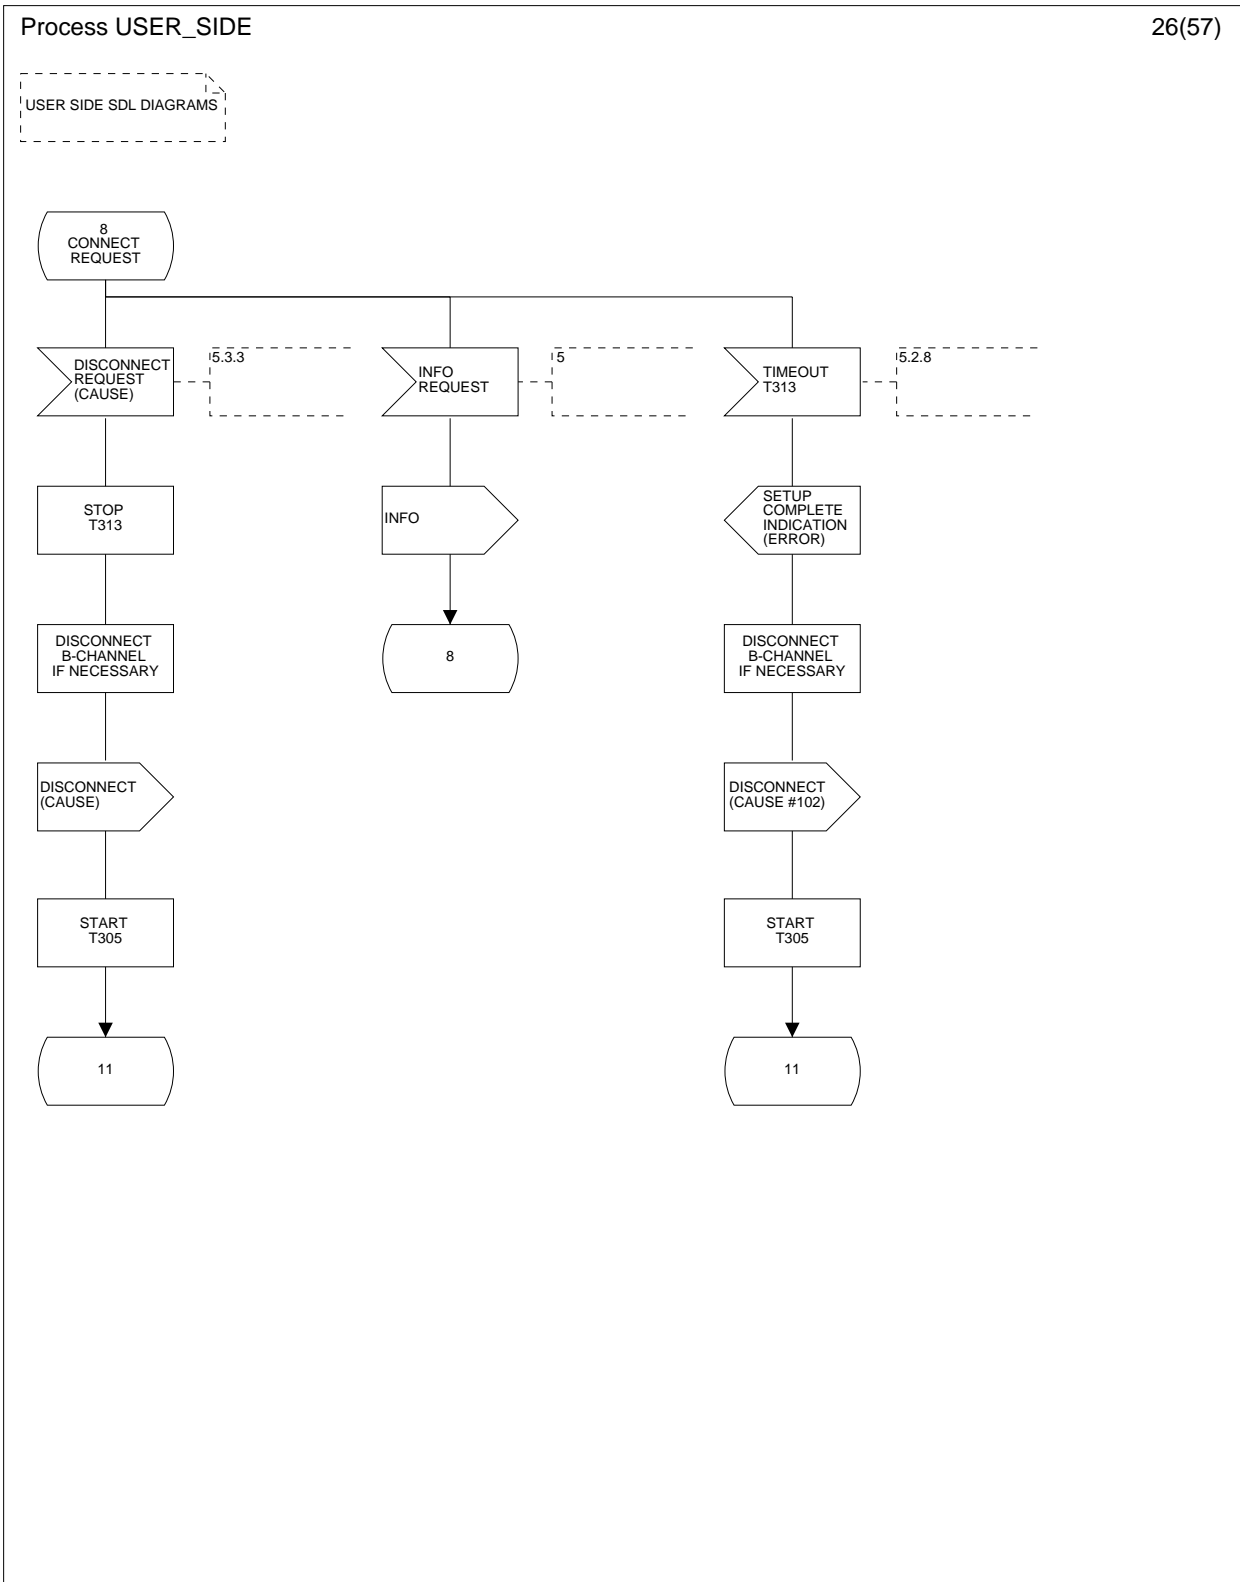 Process USER_SIDE
26(57)
USER SIDE SDL DIAGRAMS
8
CONNECT
REQUEST
DISCONNECT
REQUEST
(CAUSE)
5.3.3
INFO
REQUEST
5
TIMEOUT
T313
5.2.8
STOP
T313
INFO
SETUP
COMPLETE
INDICATION
(ERROR)
DISCONNECT
B-CHANNEL
IF NECESSARY
8
DISCONNECT
B-CHANNEL
IF NECESSARY
DISCONNECT
(CAUSE)
DISCONNECT
(CAUSE #102)
START
T305
START
T305
11
11